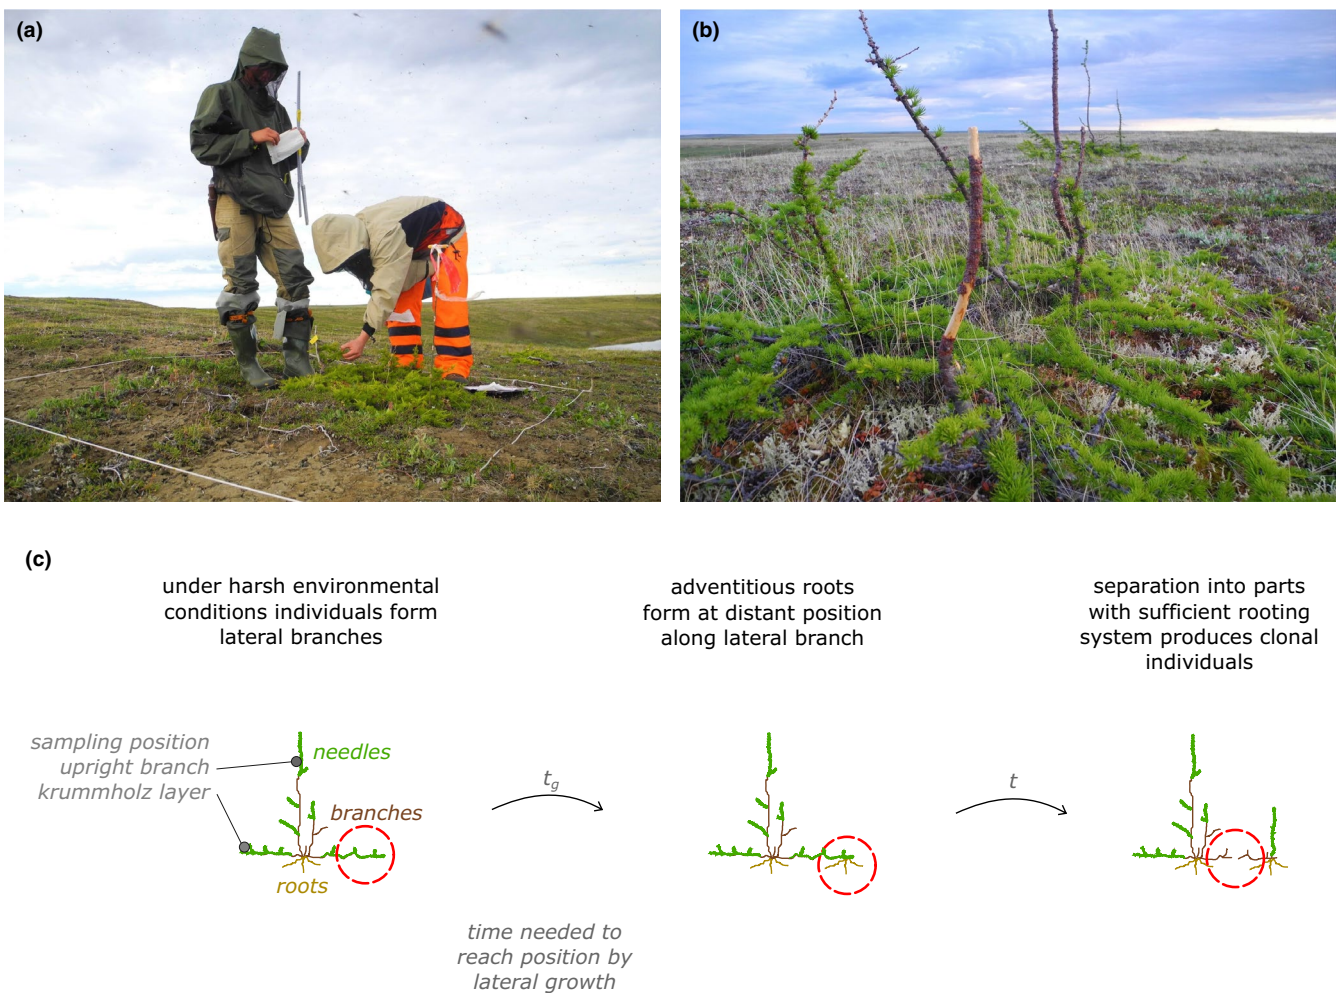 (a)
(b)
(c)
under harsh environmental
conditions individuals form
lateral branches
adventitious roots
form at distant position
along lateral branch
separation into parts
with sufficient rooting
system produces clonal
individuals
sampling position
upright branch
krummholz layer
needles
branches
roots
t_g
t
time needed to
reach position by
lateral growth